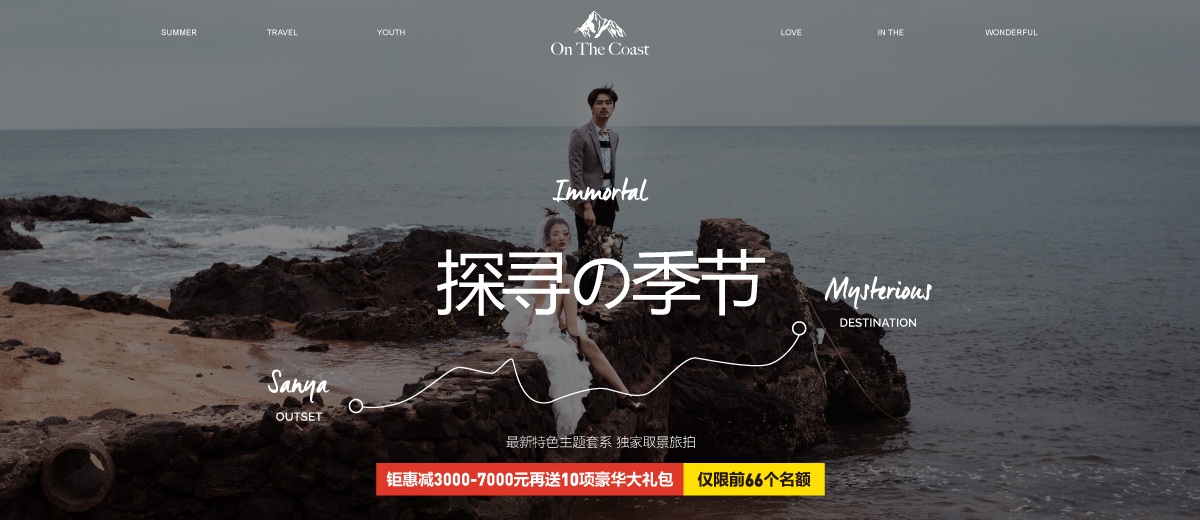 SUMMER
TRAVEL
YOUTH
On The Coast
LOVE
IN THE
WONDERFUL
Immortal
探寻の季节
Mysterious
DESTINATION
Sanya
OUTSET
最新特色主题套系 独家取景旅拍
钜惠减3000-7000元再送10项豪华大礼包
仅限前66个名额